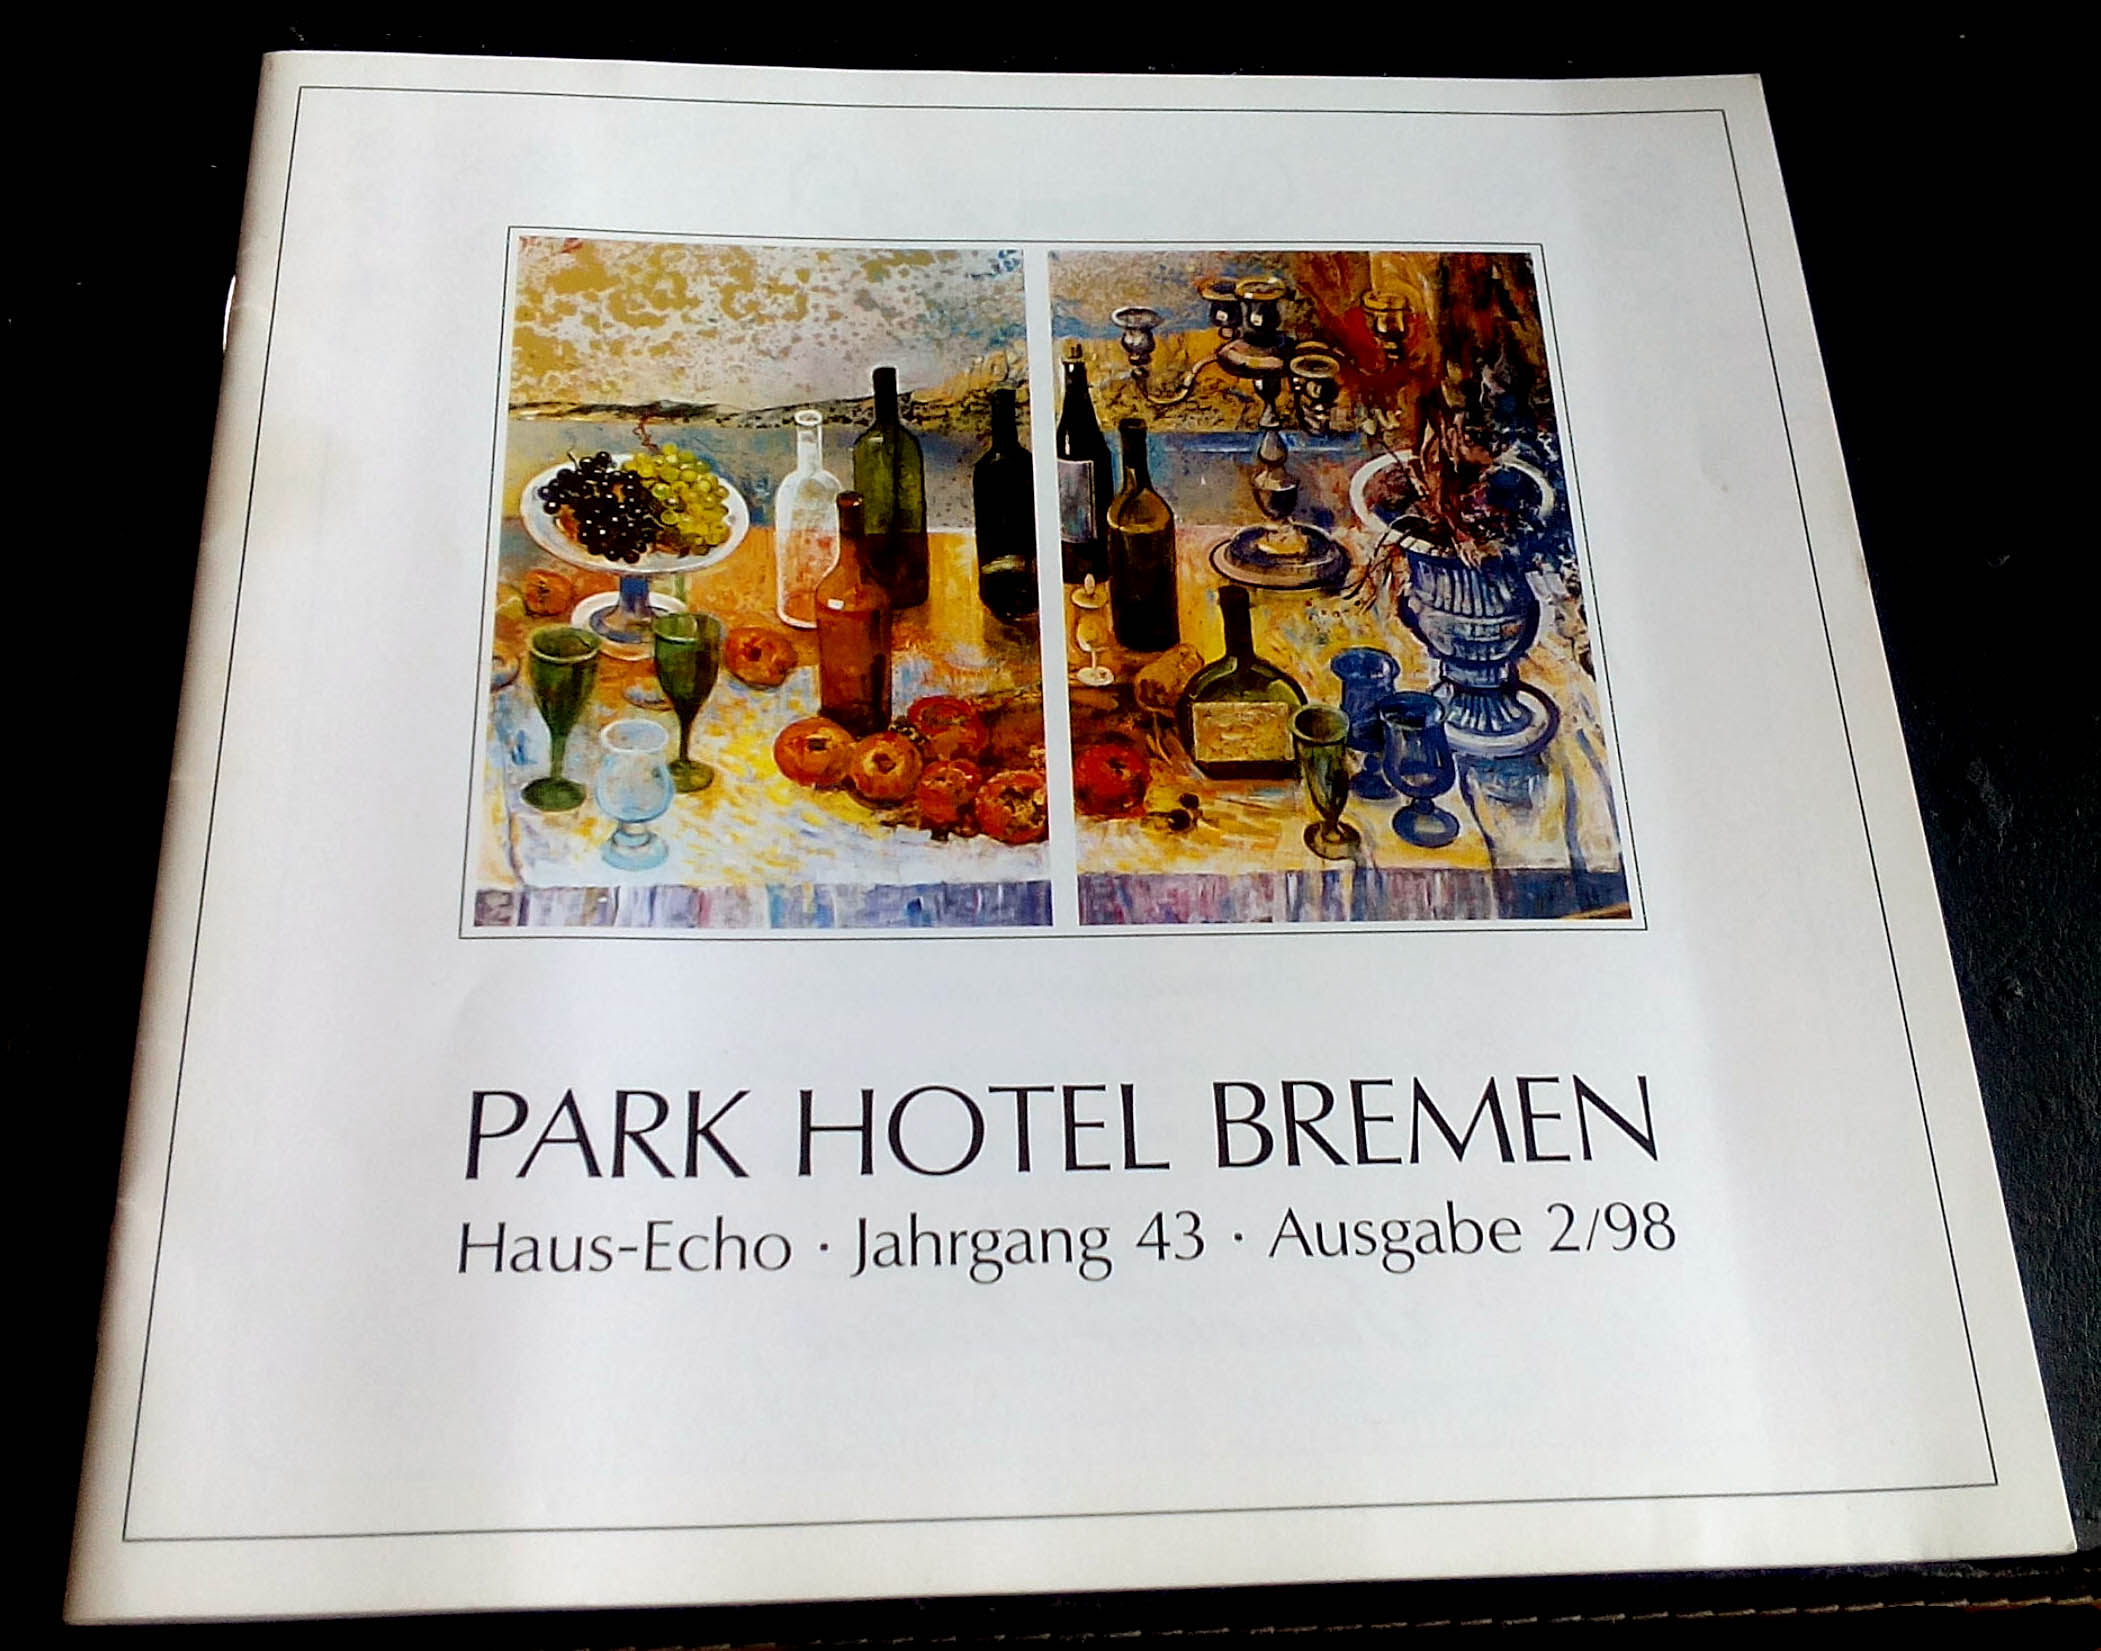 PARK HOTEL BREMEN
Haus-Echo · Jahrgang 43 · Ausgabe 2/98